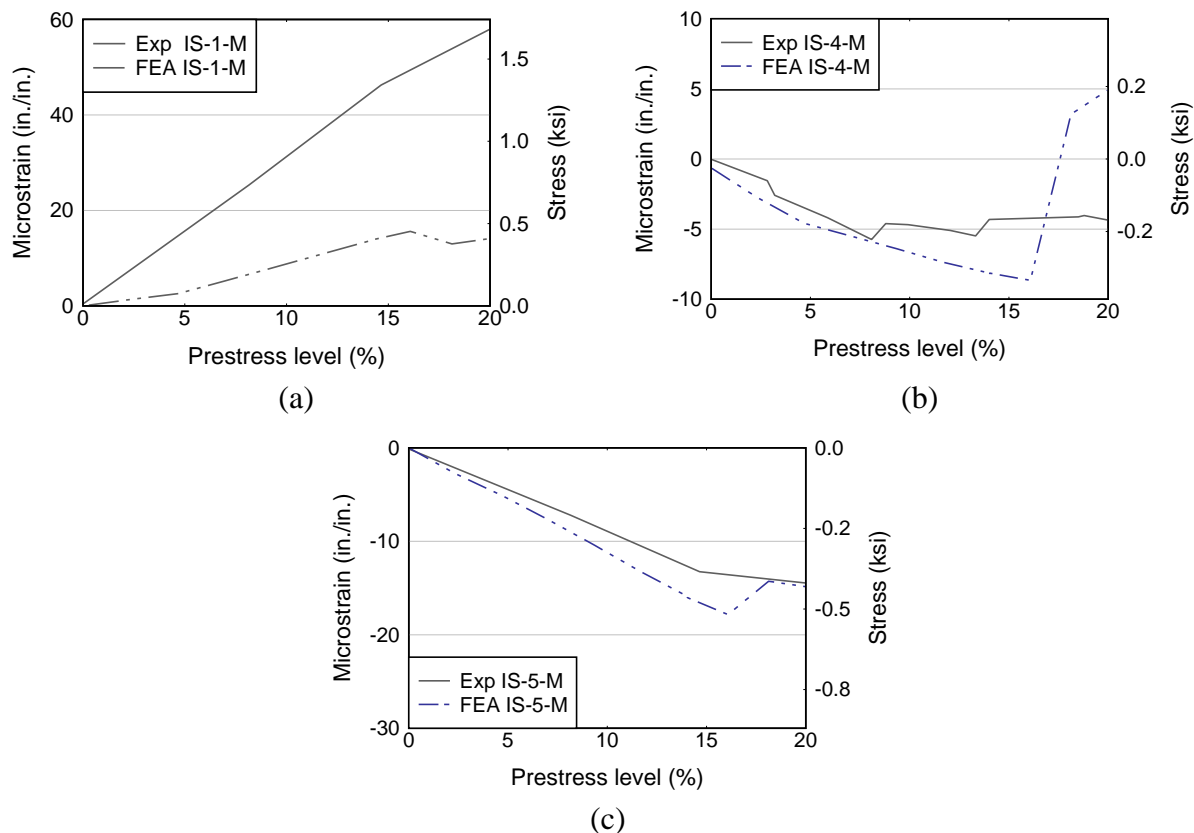 60
40
20
0
Microstrain (in./in.)
Exp IS-1-M
FEA IS-1-M
1.5
1.0
0.5
0.0
Stress (ksi)
0 5 10 15 20
Prestress level (%)
(a)
10
5
0
-5
-10
Microstrain (in./in.)
Exp IS-4-M
FEA IS-4-M
0.2
0.0
-0.2
Stress (ksi)
0 5 10 15 20
Prestress level (%)
(b)
0
-10
-20
-30
Microstrain (in./in.)
Exp IS-5-M
FEA IS-5-M
0.0
-0.2
-0.5
-0.8
Stress (ksi)
0 5 10 15 20
Prestress level (%)
(c)